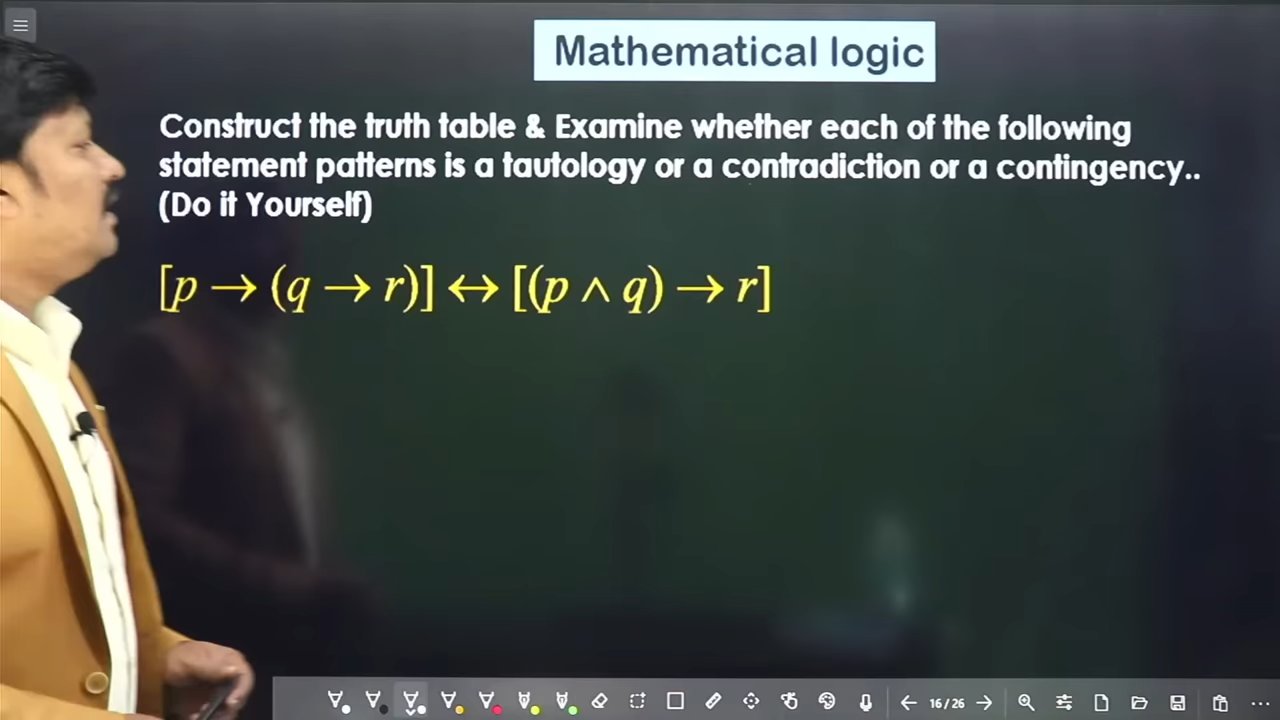 Mathematical logic
Construct the truth table & Examine whether each of the following
statement patterns is a tautology or a contradiction or a contingency..
(Do it Yourself)
[p → (q → r)] ↔ [(p ∧ q) → r]
16/26